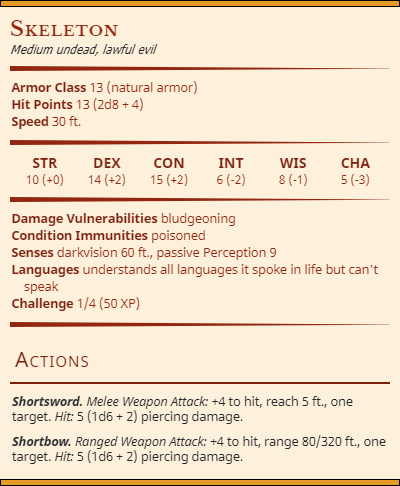 Skeleton
Medium undead, lawful evil
Armor Class 13 (natural armor)
Hit Points 13 (2d8 + 4)
Speed 30 ft.
STR DEX CON INT WIS CHA
10 (+0) 14 (+2) 15 (+2) 6 (-2) 8 (-1) 5 (-3)
Damage Vulnerabilities bludgeoning
Condition Immunities poisoned
Senses darkvision 60 ft., passive Perception 9
Languages understands all languages it spoke in life but can't
speak
Challenge 1/4 (50 XP)
Actions
Shortsword. Melee Weapon Attack: +4 to hit, reach 5 ft., one
target. Hit: 5 (1d6 + 2) piercing damage.
Shortbow. Ranged Weapon Attack: +4 to hit, range 80/320 ft., one
target. Hit: 5 (1d6 + 2) piercing damage.